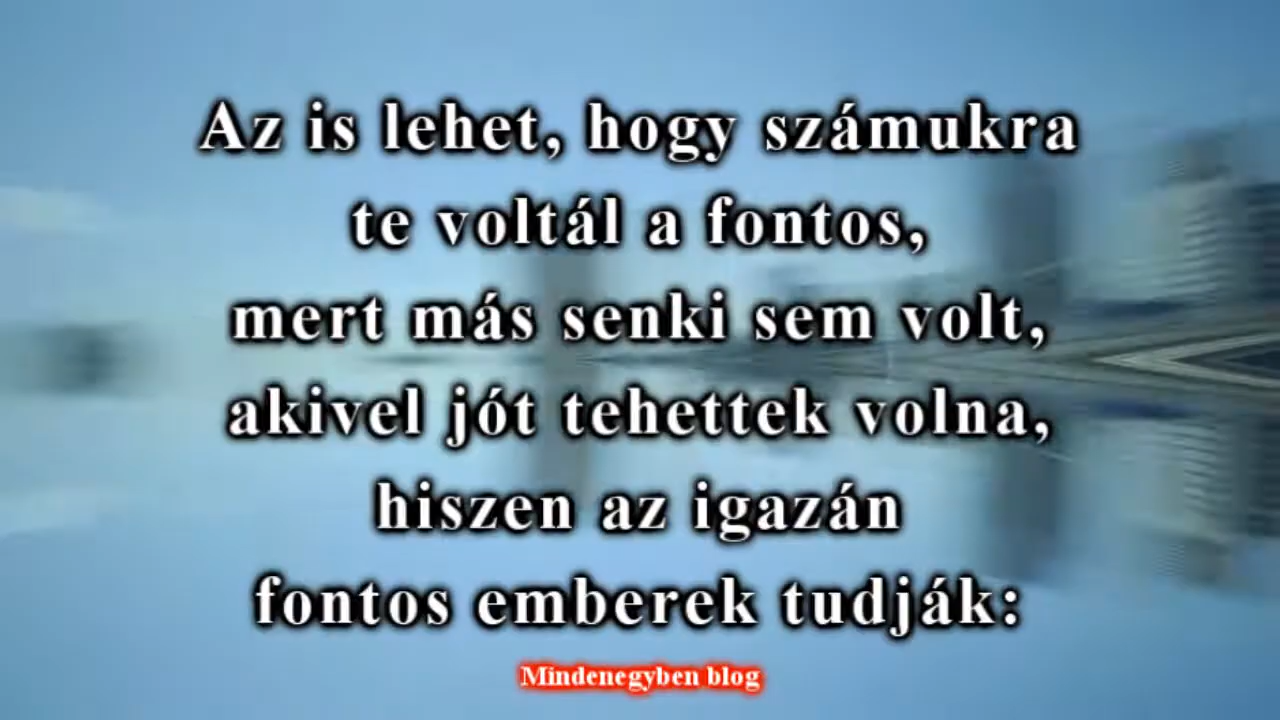 Az is lehet, hogy számukra
te voltál a fontos,
mert más senki sem volt,
akivel jót tehettek volna,
hiszen az igazán
fontos emberek tudják:
Mindenegyben blog